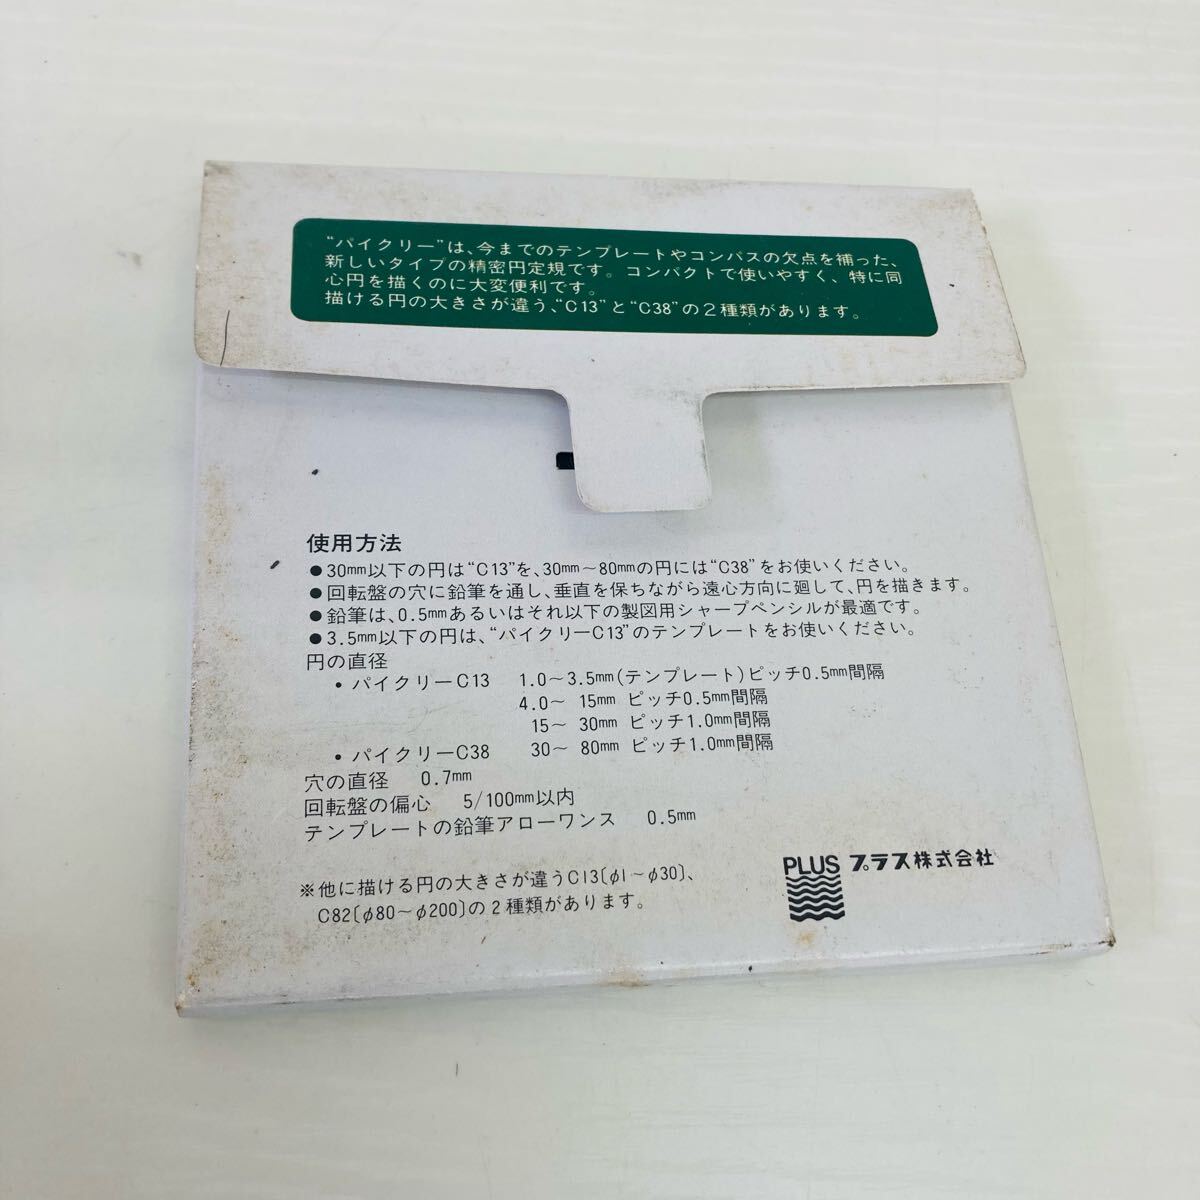 “パイクリー”は、今までのテンプレートやコンパスの欠点を補った、
新しいタイプの精密円定規です。コンパクトで使いやすく、特に同
心円を描くのに大変便利です。
描ける円の大きさが違う、“C13”と“C38”の2種類があります。
使用方法
●30mm以下の円は“C13”を、30mm〜80mmの円には“C38”をお使いください。
●回転盤の穴に鉛筆を通し、垂直を保ちながら遠心方向に廻して、円を描きます。
●鉛筆は、0.5mmあるいはそれ以下の製図用シャープペンシルが最適です。
●3.5mm以下の円は、“パイクリーC13”のテンプレートをお使いください。
円の直径
・パイクリーC13 1.0〜3.5mm(テンプレート)ピッチ0.5mm間隔
4.0〜 15mm ピッチ0.5mm間隔
15〜 30mm ピッチ1.0mm間隔
・パイクリーC38 30〜 80mm ピッチ1.0mm間隔
穴の直径 0.7mm
回転盤の偏心 5/100mm以内
テンプレートの鉛筆アローワンス 0.5mm
※他に描ける円の大きさが違うC13〔φ1〜φ30〕、
C82〔φ80〜φ200〕の2種類があります。
PLUS プラス株式会社